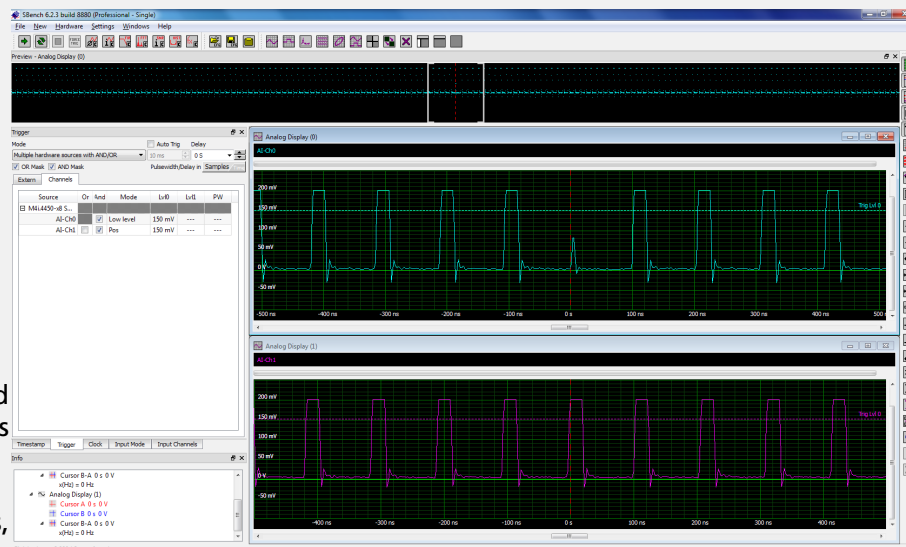 SBench 6.2.3 build 8880 (Professional - Single)
File New Hardware Settings Windows Help
Preview - Analog Display (0)
Trigger
Mode
Auto Trig Delay
Multiple hardware sources with AND/OR 10 ms 0 S
OR Mask AND Mask Pulsewidth/Delay in Samples
Extern Channels
Source Or And Mode Lvl0 Lvl1 PW
M4i.4450-x8 S...
AI-Ch0 Low level 150 mV --- ---
AI-Ch1 Pos 150 mV --- ---
Timestamp Trigger Clock Input Mode Input Channels
Info
Cursor B-A 0 s 0 V
x(Hz) = 0 Hz
Analog Display (1)
Cursor A 0 s 0 V
Cursor B 0 s 0 V
Cursor B-A 0 s 0 V
x(Hz) = 0 Hz
Analog Display (0)
AI-Ch0
200 mV
150 mV
Trig Lvl 0
100 mV
50 mV
0 V
-50 mV
-500 ns -400 ns -300 ns -200 ns -100 ns 0 s 100 ns 200 ns 300 ns 400 ns 500
Analog Display (1)
AI-Ch1
200 mV
150 mV
Trig Lvl 0
100 mV
50 mV
0 V
-50 mV
-400 ns -300 ns -200 ns -100 ns 0 s 100 ns 200 ns 300 ns 400 ns